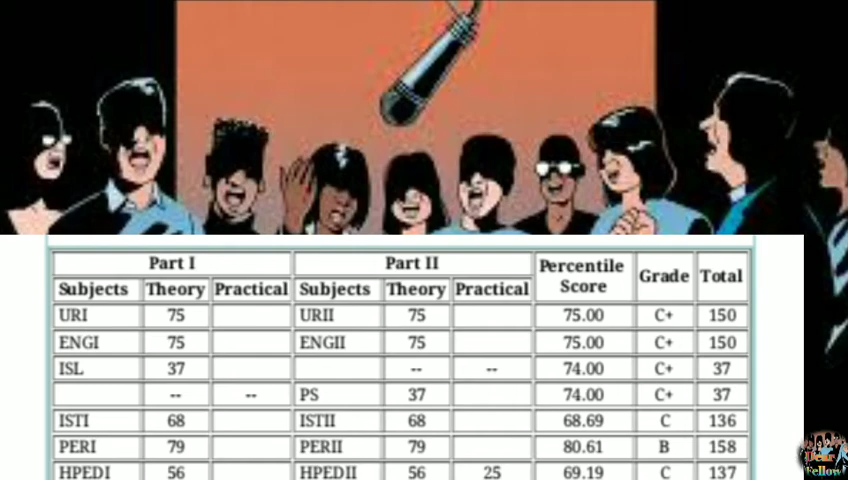 Part I Part II Percentile Score Grade Total
Subjects Theory Practical Subjects Theory Practical
URI 75 URII 75 75.00 C+ 150
ENGI 75 ENGII 75 75.00 C+ 150
ISL 37 -- -- 74.00 C+ 37
-- -- PS 37 74.00 C+ 37
ISTI 68 ISTII 68 68.69 C 136
PERI 79 PERII 79 80.61 B 158
HPEDI 56 HPEDII 56 25 69.19 C 137
Dear
Fellow